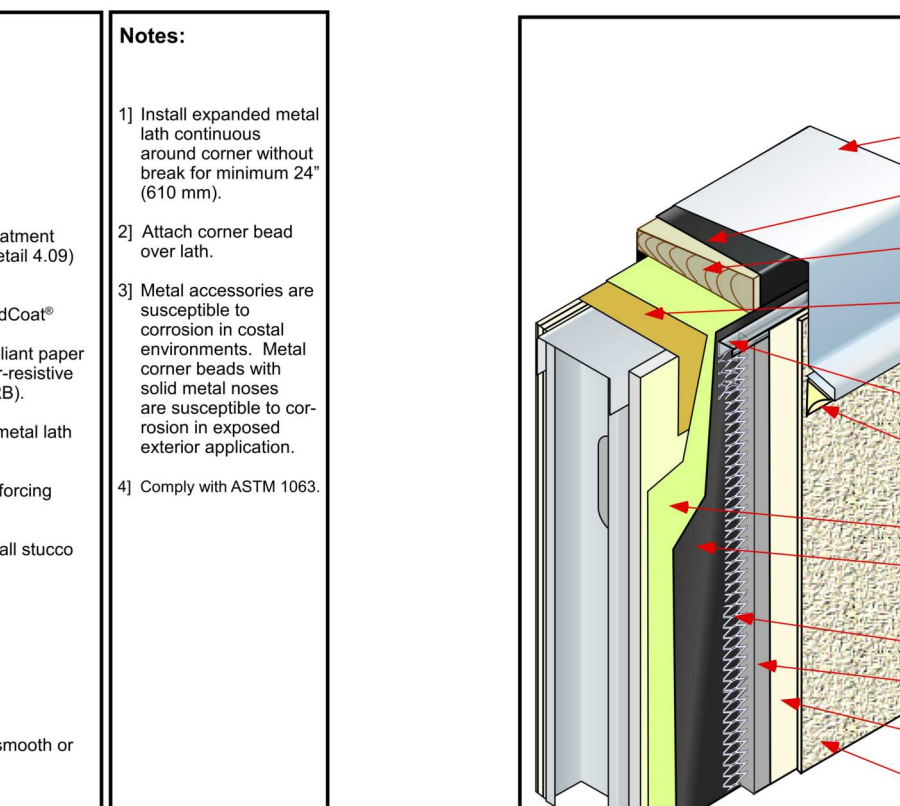 atment
etail 4.09)
dCoat®
liant paper
r-resistive
B).
metal lath
forcing
all stucco
smooth or
Notes:
1] Install expanded metal
lath continuous
around corner without
break for minimum 24”
(610 mm).
2] Attach corner bead
over lath.
3] Metal accessories are
susceptible to
corrosion in costal
environments. Metal
corner beads with
solid metal noses
are susceptible to cor-
rosion in exposed
exterior application.
4] Comply with ASTM 1063.